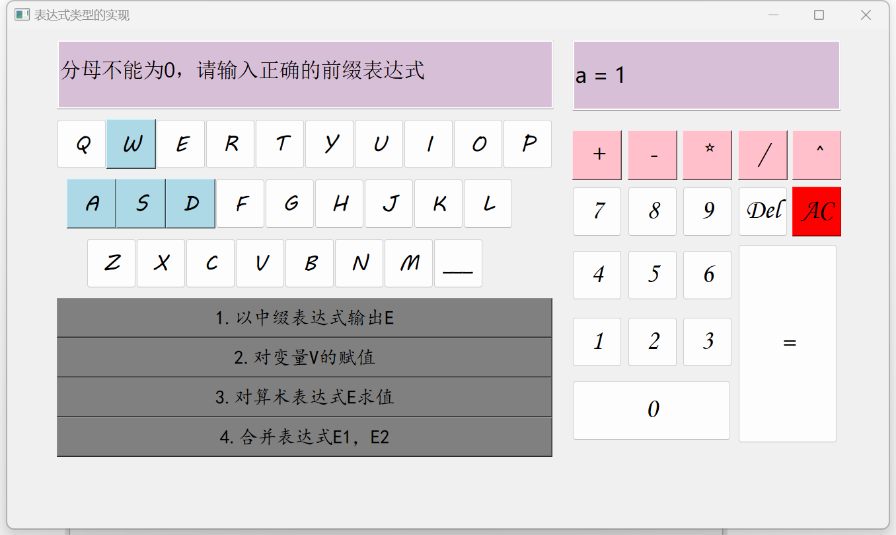 表达式类型的实现
分母不能为0，请输入正确的前缀表达式
a = 1
Q W E R T Y U I O P
+ - * / ^
A S D F G H J K L
7 8 9 Del AC
Z X C V B N M __
4 5 6
1.以中缀表达式输出E
2.对变量V的赋值
3.对算术表达式E求值
4.合并表达式E1，E2
1 2 3
=
0